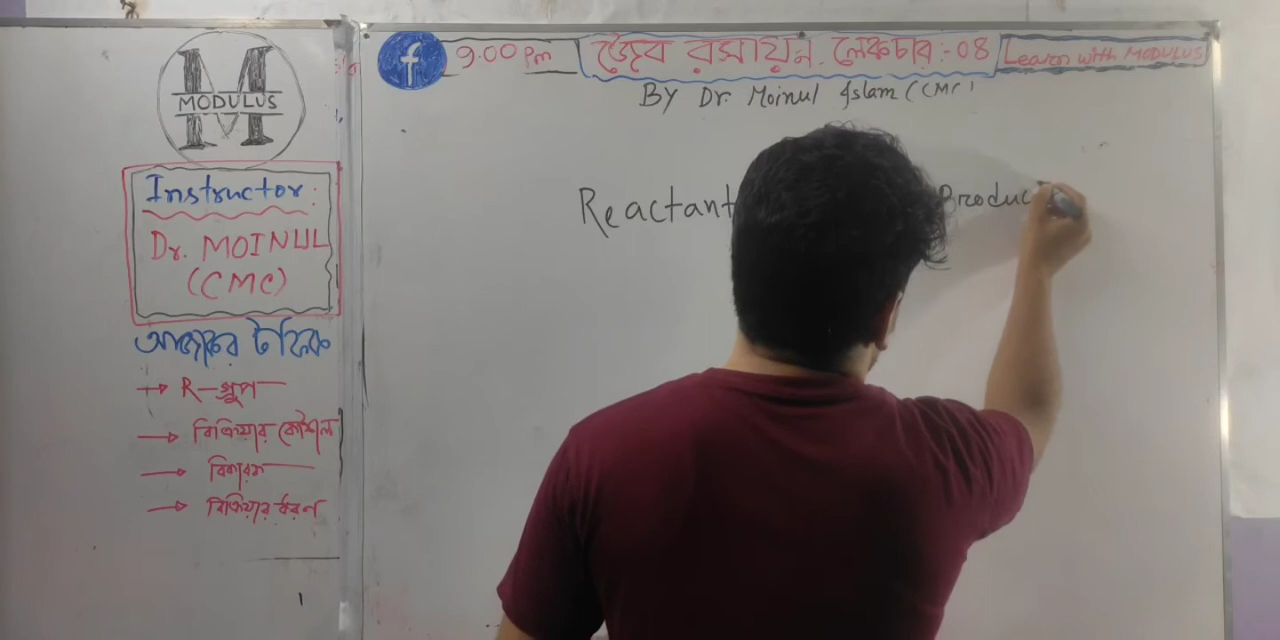 M
MODULUS
Instructor:
Dr. MOINUL
(CMC)
আজকের টপিক
→ R-গ্রুপ
→ বিক্রিয়ার কৌশল
→ বিকারক
→ বিক্রিয়ার ধরণ
f
9:00 Pm
জৈব রসায়ন. লেকচার:-08
Learn with MODULUS
By Dr. Moinul Islam (CMC)
Reactant Produc